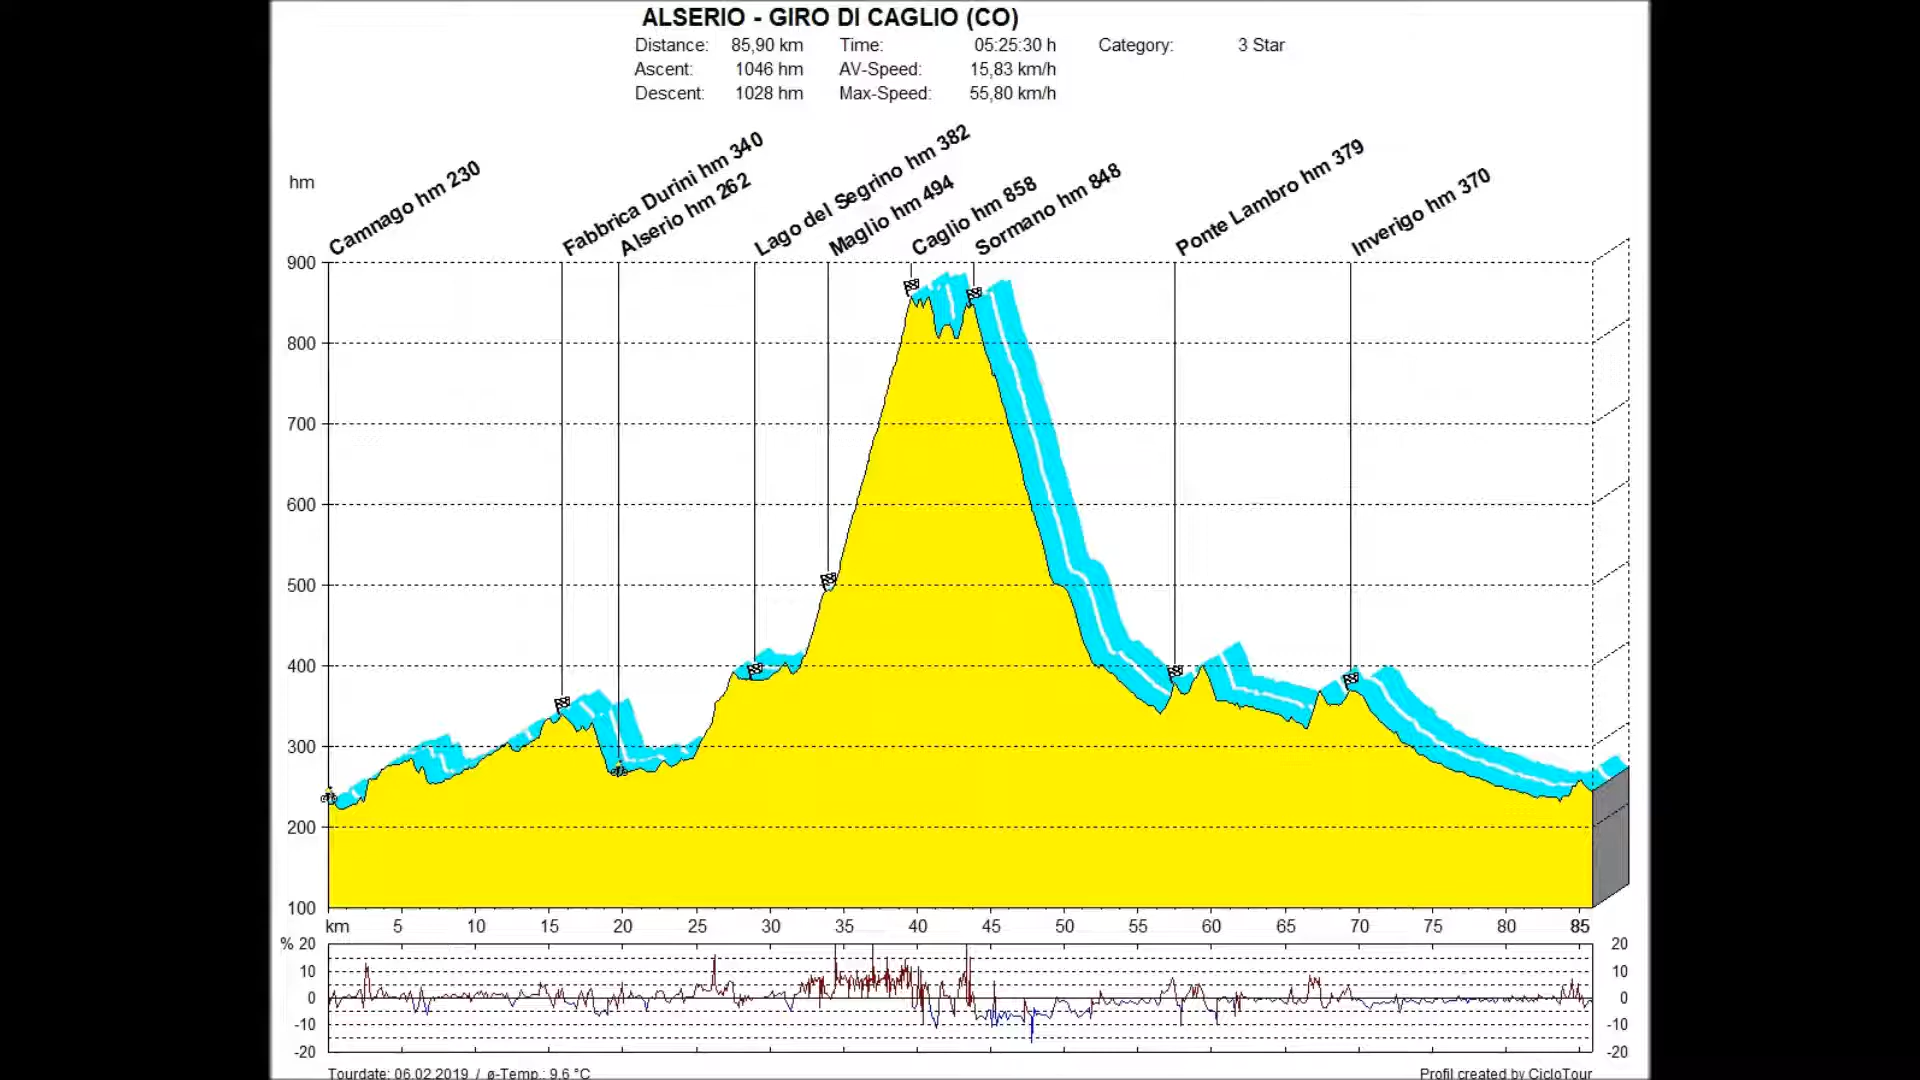 ALSERIO - GIRO DI CAGLIO (CO)
Distance: 85,90 km Time: 05:25:30 h Category: 3 Star
Ascent: 1046 hm AV-Speed: 15,83 km/h
Descent: 1028 hm Max-Speed: 55,80 km/h
hm
Camnago hm 230
Fabbrica Durini hm 340
Alserio hm 262
Lago del Segrino hm 382
Maglio hm 494
Caglio hm 858
Sormano hm 848
Ponte Lambro hm 379
Inverigo hm 370
900
800
700
600
500
400
300
200
100
km 5 10 15 20 25 30 35 40 45 50 55 60 65 70 75 80 85
% 20 20
10 10
0 0
-10 -10
-20 -20
Tourdate: 06.02.2019 / ø-Temp.: 9.6 °C Profil created by CicloTour